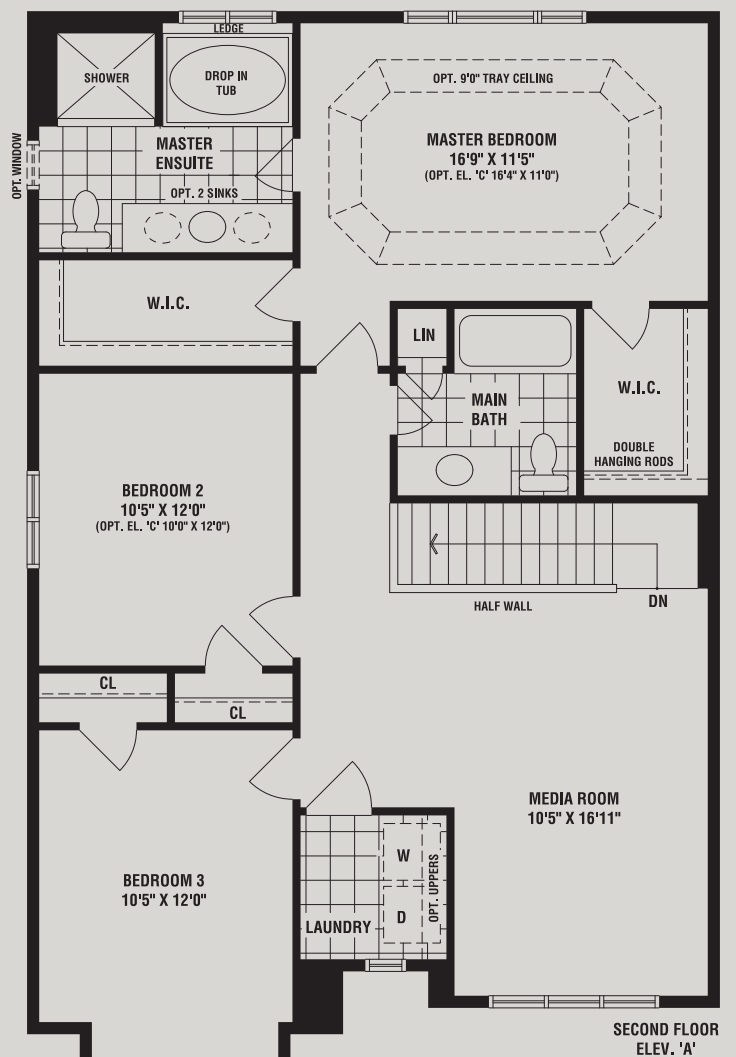 LEDGE
SHOWER
DROP IN
TUB
OPT. 9'0" TRAY CEILING
MASTER
ENSUITE
OPT. WINDOW
OPT. 2 SINKS
MASTER BEDROOM
16'9" X 11'5"
(OPT. EL. 'C' 16'4" X 11'0")
W.I.C.
LIN
MAIN
BATH
W.I.C.
DOUBLE
HANGING RODS
BEDROOM 2
10'5" X 12'0"
(OPT. EL. 'C' 10'0" X 12'0")
HALF WALL
DN
CL
CL
MEDIA ROOM
10'5" X 16'11"
BEDROOM 3
10'5" X 12'0"
W
D
OPT. UPPERS
LAUNDRY
SECOND FLOOR
ELEV. 'A'